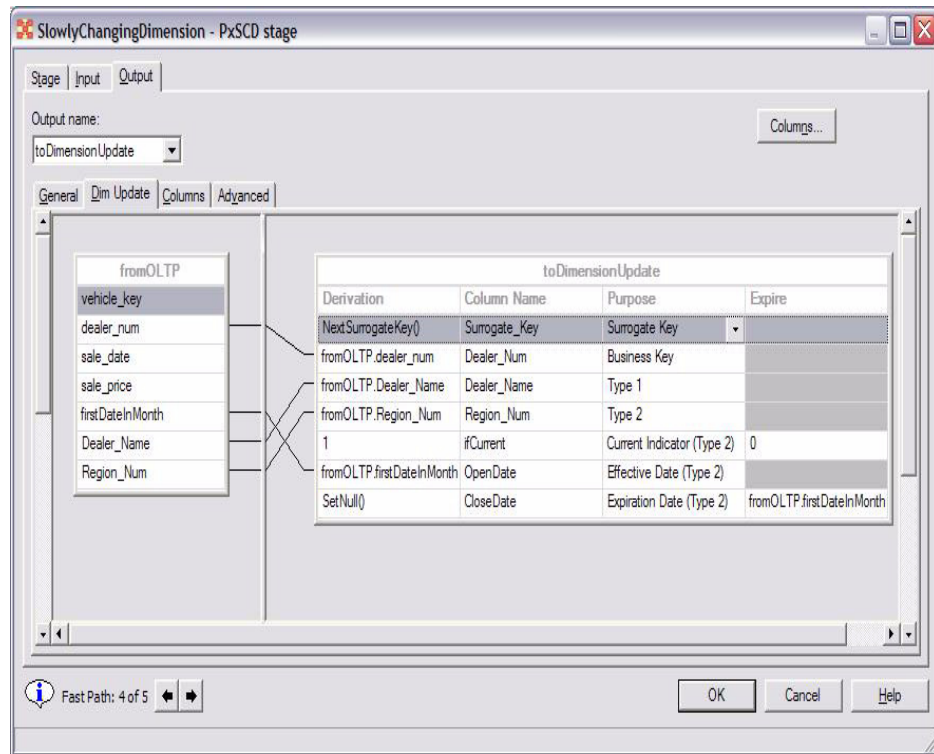 SlowlyChangingDimension - PxSCD stage
Stage Input Output
Output name:
Columns...
toDimensionUpdate
General Dim Update Columns Advanced
fromOLTP
vehicle_key
dealer_num
sale_date
sale_price
firstDateInMonth
Dealer_Name
Region_Num
toDimensionUpdate
Derivation Column Name Purpose Expire
NextSurrogateKey() Surrogate_Key Surrogate Key
fromOLTP.dealer_num Dealer_Num Business Key
fromOLTP.Dealer_Name Dealer_Name Type 1
fromOLTP.Region_Num Region_Num Type 2
1 ifCurrent Current Indicator (Type 2) 0
fromOLTP.firstDateInMonth OpenDate Effective Date (Type 2)
SetNull() CloseDate Expiration Date (Type 2) fromOLTP.firstDateInMonth
Fast Path: 4 of 5
OK Cancel Help